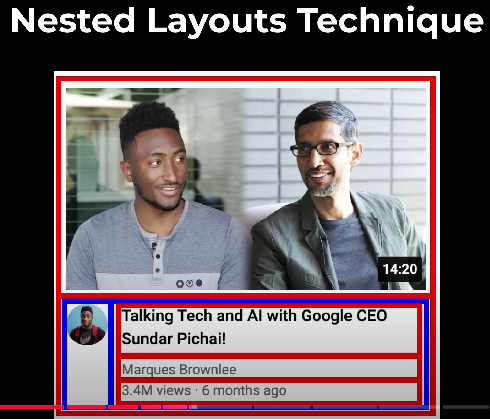 Nested Layouts Technique
14:20
Talking Tech and AI with Google CEO
Sundar Pichai!
Marques Brownlee
3.4M views · 6 months ago